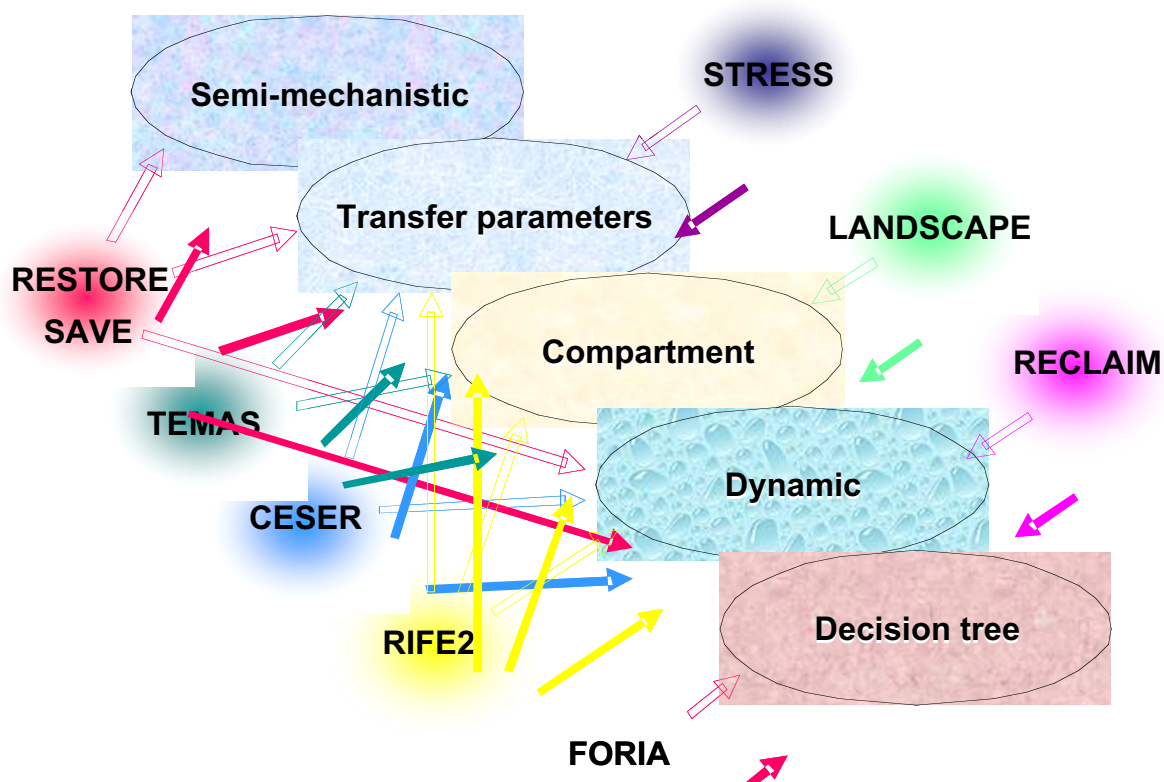 Semi-mechanistic
STRESS
Transfer parameters
LANDSCAPE
RESTORE
SAVE
Compartment
RECLAIM
TEMAS
Dynamic
CESER
Decision tree
RIFE2
FORIA